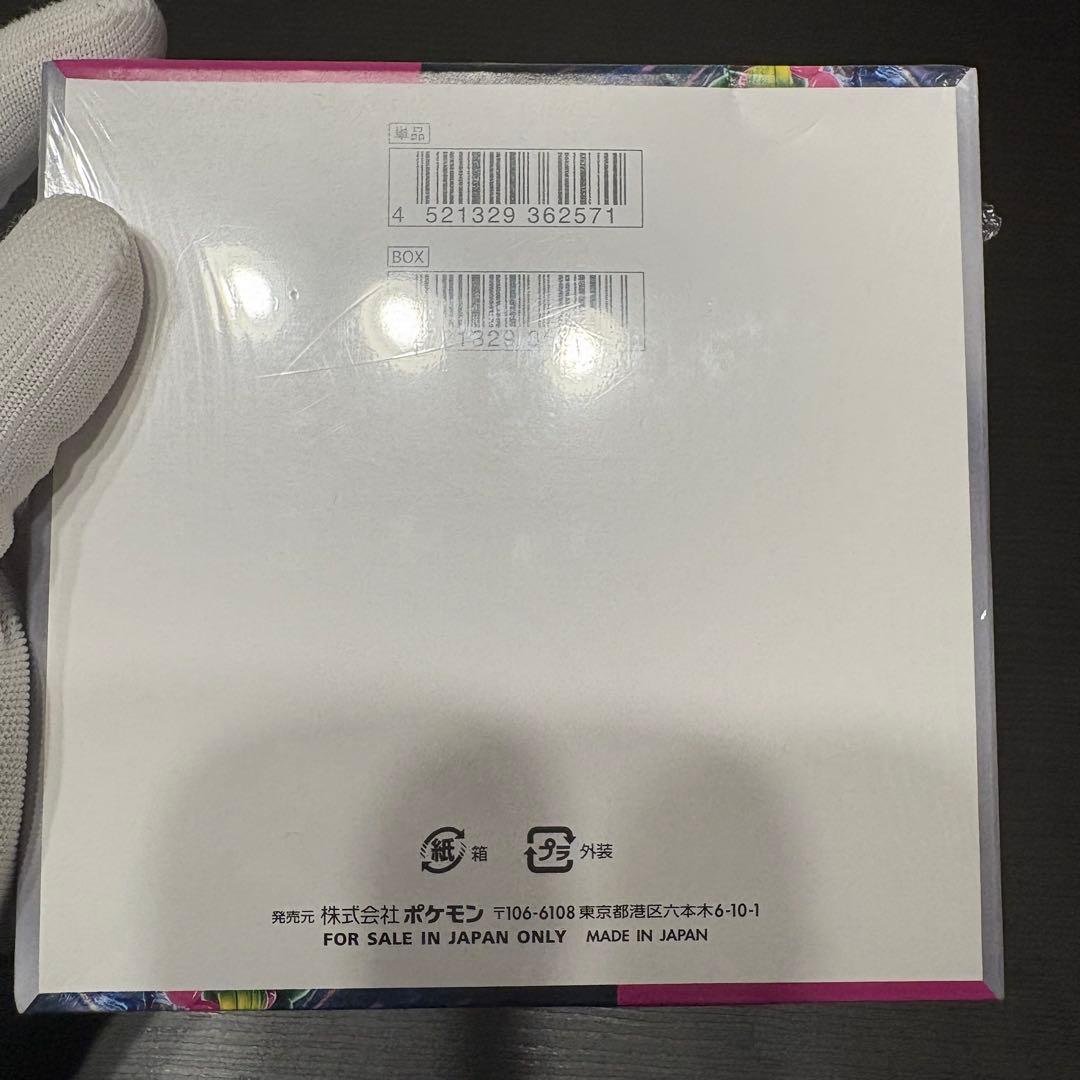 単品
4 521329 362571
BOX
1329
紙 箱
プラ 外装
発売元 株式会社ポケモン 〒106-6108 東京都港区六本木6-10-1
FOR SALE IN JAPAN ONLY MADE IN JAPAN